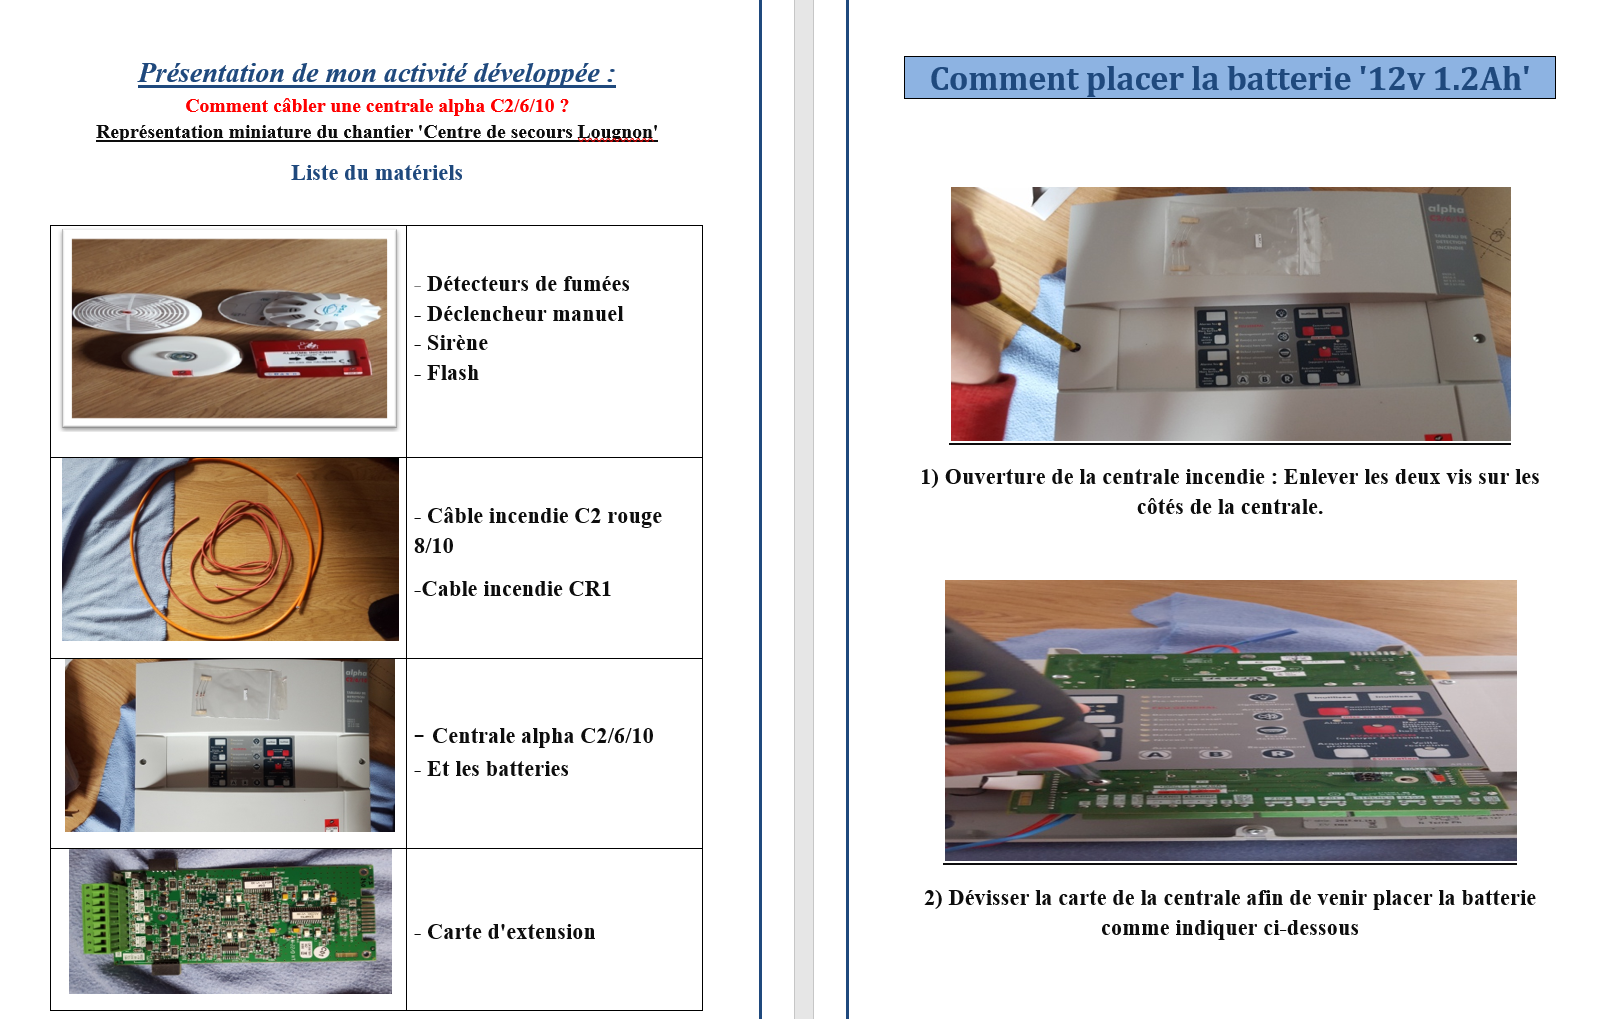 Présentation de mon activité développée :
Comment câbler une centrale alpha C2/6/10 ?
Représentation miniature du chantier 'Centre de secours Lougnon'
Liste du matériels
- Détecteurs de fumées
- Déclencheur manuel
- Sirène
- Flash
- Câble incendie C2 rouge
8/10
-Cable incendie CR1
alpha
- Centrale alpha C2/6/10
- Et les batteries
- Carte d'extension
Comment placer la batterie '12v 1.2Ah'
alpha
A B R
1) Ouverture de la centrale incendie : Enlever les deux vis sur les
côtés de la centrale.
A B R
2) Dévisser la carte de la centrale afin de venir placer la batterie
comme indiquer ci-dessous